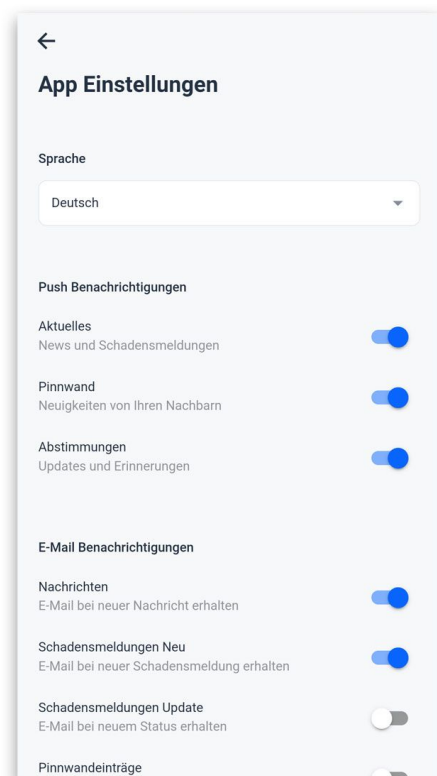 App Einstellungen
Sprache
Deutsch
Push Benachrichtigungen
Aktuelles
News und Schadensmeldungen
Pinnwand
Neuigkeiten von Ihren Nachbarn
Abstimmungen
Updates und Erinnerungen
E-Mail Benachrichtigungen
Nachrichten
E-Mail bei neuer Nachricht erhalten
Schadensmeldungen Neu
E-Mail bei neuer Schadensmeldung erhalten
Schadensmeldungen Update
E-Mail bei neuem Status erhalten
Pinnwandeinträge